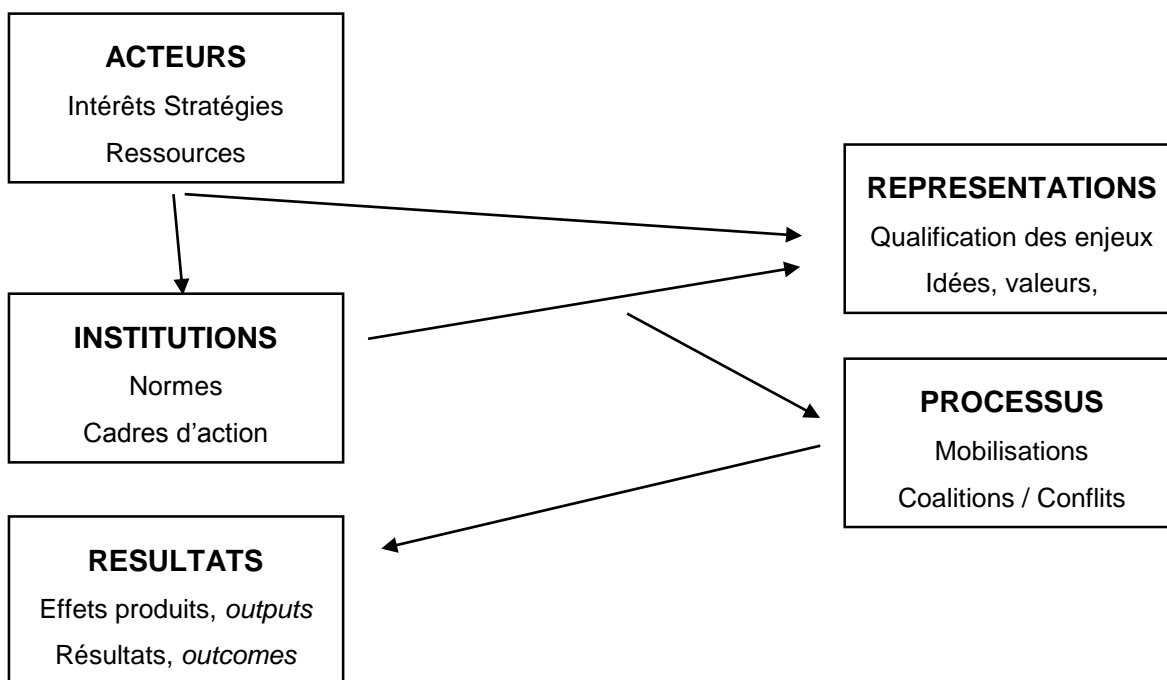 ACTEURS
Intérêts Stratégies
Ressources
REPRESENTATIONS
Qualification des enjeux
Idées, valeurs,
INSTITUTIONS
Normes
Cadres d’action
PROCESSUS
Mobilisations
Coalitions / Conflits
RESULTATS
Effets produits, outputs
Résultats, outcomes